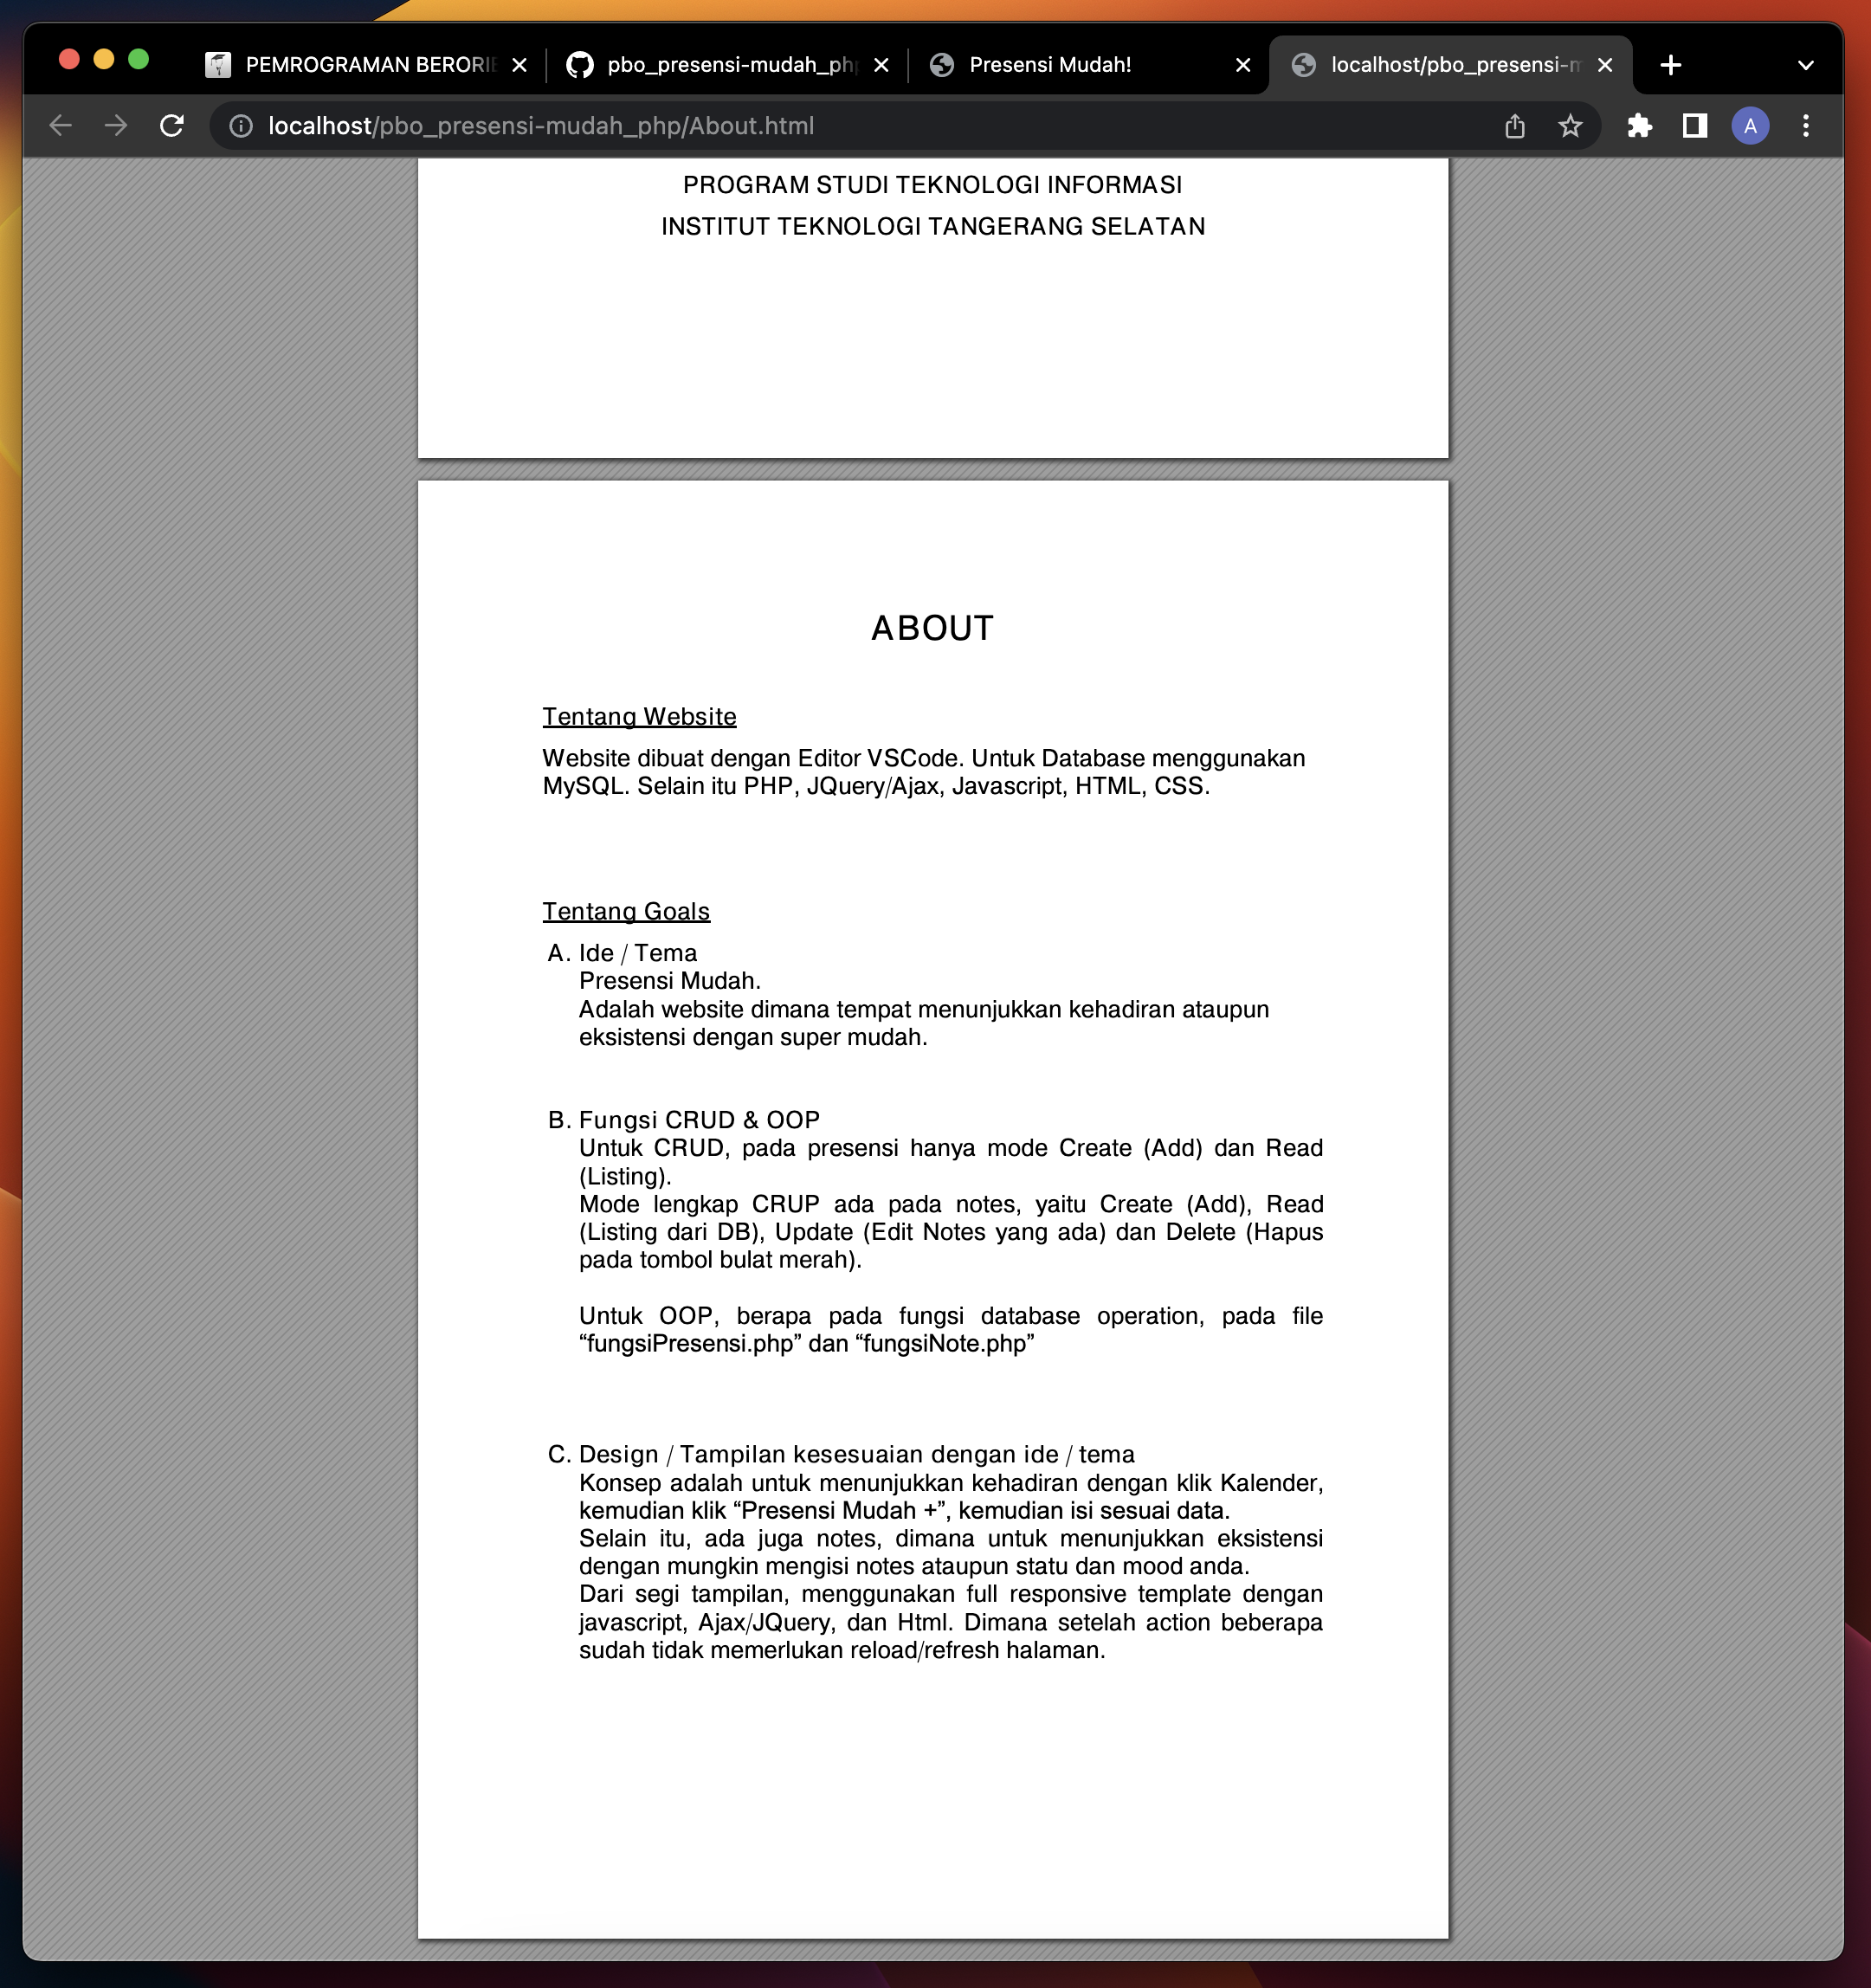 PEMROGRAMAN BERORIE
pbo_presensi-mudah_php
Presensi Mudah!
localhost/pbo_presensi-m
localhost/pbo_presensi-mudah_php/About.html
A
PROGRAM STUDI TEKNOLOGI INFORMASI
INSTITUT TEKNOLOGI TANGERANG SELATAN
ABOUT
Tentang Website
Website dibuat dengan Editor VSCode. Untuk Database menggunakan
MySQL. Selain itu PHP, JQuery/Ajax, Javascript, HTML, CSS.
Tentang Goals
A. Ide / Tema
Presensi Mudah.
Adalah website dimana tempat menunjukkan kehadiran ataupun
eksistensi dengan super mudah.
B. Fungsi CRUD & OOP
Untuk CRUD, pada presensi hanya mode Create (Add) dan Read
(Listing).
Mode lengkap CRUP ada pada notes, yaitu Create (Add), Read
(Listing dari DB), Update (Edit Notes yang ada) dan Delete (Hapus
pada tombol bulat merah).
Untuk OOP, berapa pada fungsi database operation, pada file
“fungsiPresensi.php” dan “fungsiNote.php”
C. Design / Tampilan kesesuaian dengan ide / tema
Konsep adalah untuk menunjukkan kehadiran dengan klik Kalender,
kemudian klik “Presensi Mudah +”, kemudian isi sesuai data.
Selain itu, ada juga notes, dimana untuk menunjukkan eksistensi
dengan mungkin mengisi notes ataupun statu dan mood anda.
Dari segi tampilan, menggunakan full responsive template dengan
javascript, Ajax/JQuery, dan Html. Dimana setelah action beberapa
sudah tidak memerlukan reload/refresh halaman.